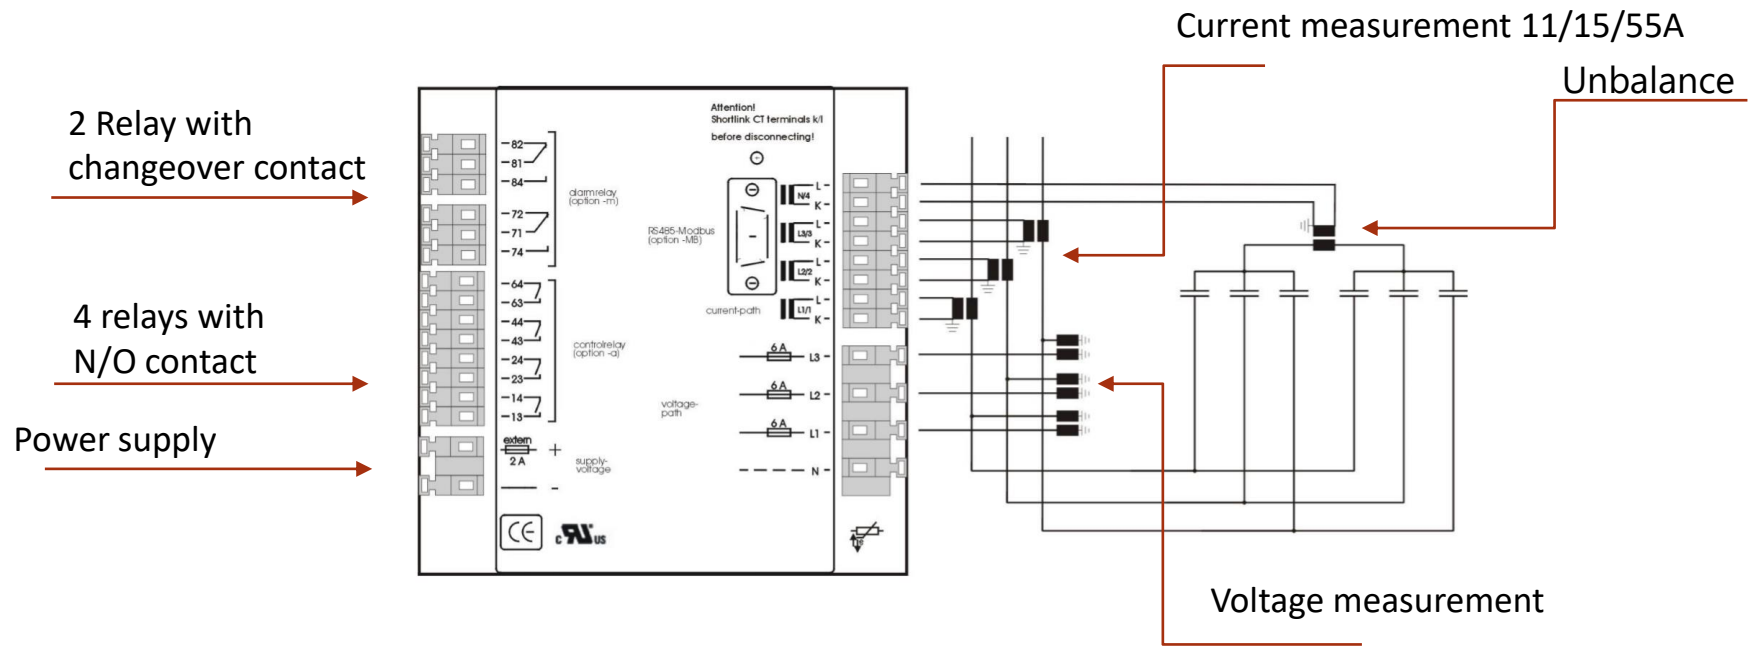 Current measurement 11/15/55A
Unbalance
2 Relay with
changeover contact
4 relays with
N/O contact
Power supply
Voltage measurement
Attention!
Shortlink CT terminals k/l
before disconnecting!
82
81
84
alarmrelay
(option -m)
72
71
74
64
63
44
43
controlrelay
(option -a)
24
23
14
13
extern
2 A
+
-
supply-
voltage
RS485-Modbus
(option -MB)
L
N/4
K
L
L3/3
K
L
L2/2
K
L
L1/1
K
current-path
6 A
L3
6 A
L2
voltage-
path
6 A
L1
N
CE
c RU US